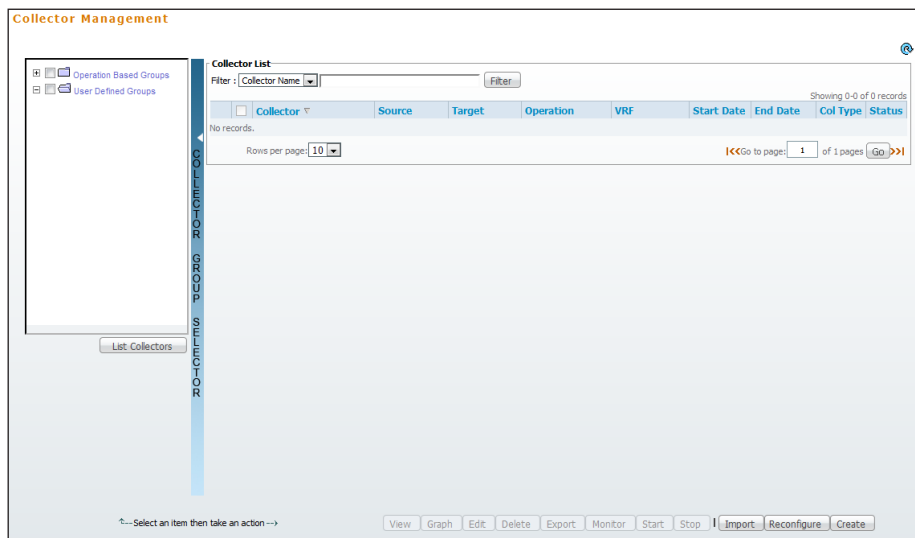 Collector Management
Operation Based Groups
User Defined Groups
List Collectors
COLLECTOR GROUP SELECTOR
Collector List
Filter : Collector Name Filter
Showing 0-0 of 0 records
Collector Source Target Operation VRF Start Date End Date Col Type Status
No records.
Rows per page: 10 Go to page: 1 of 1 pages Go
--Select an item then take an action -->
View Graph Edit Delete Export Monitor Start Stop Import Reconfigure Create